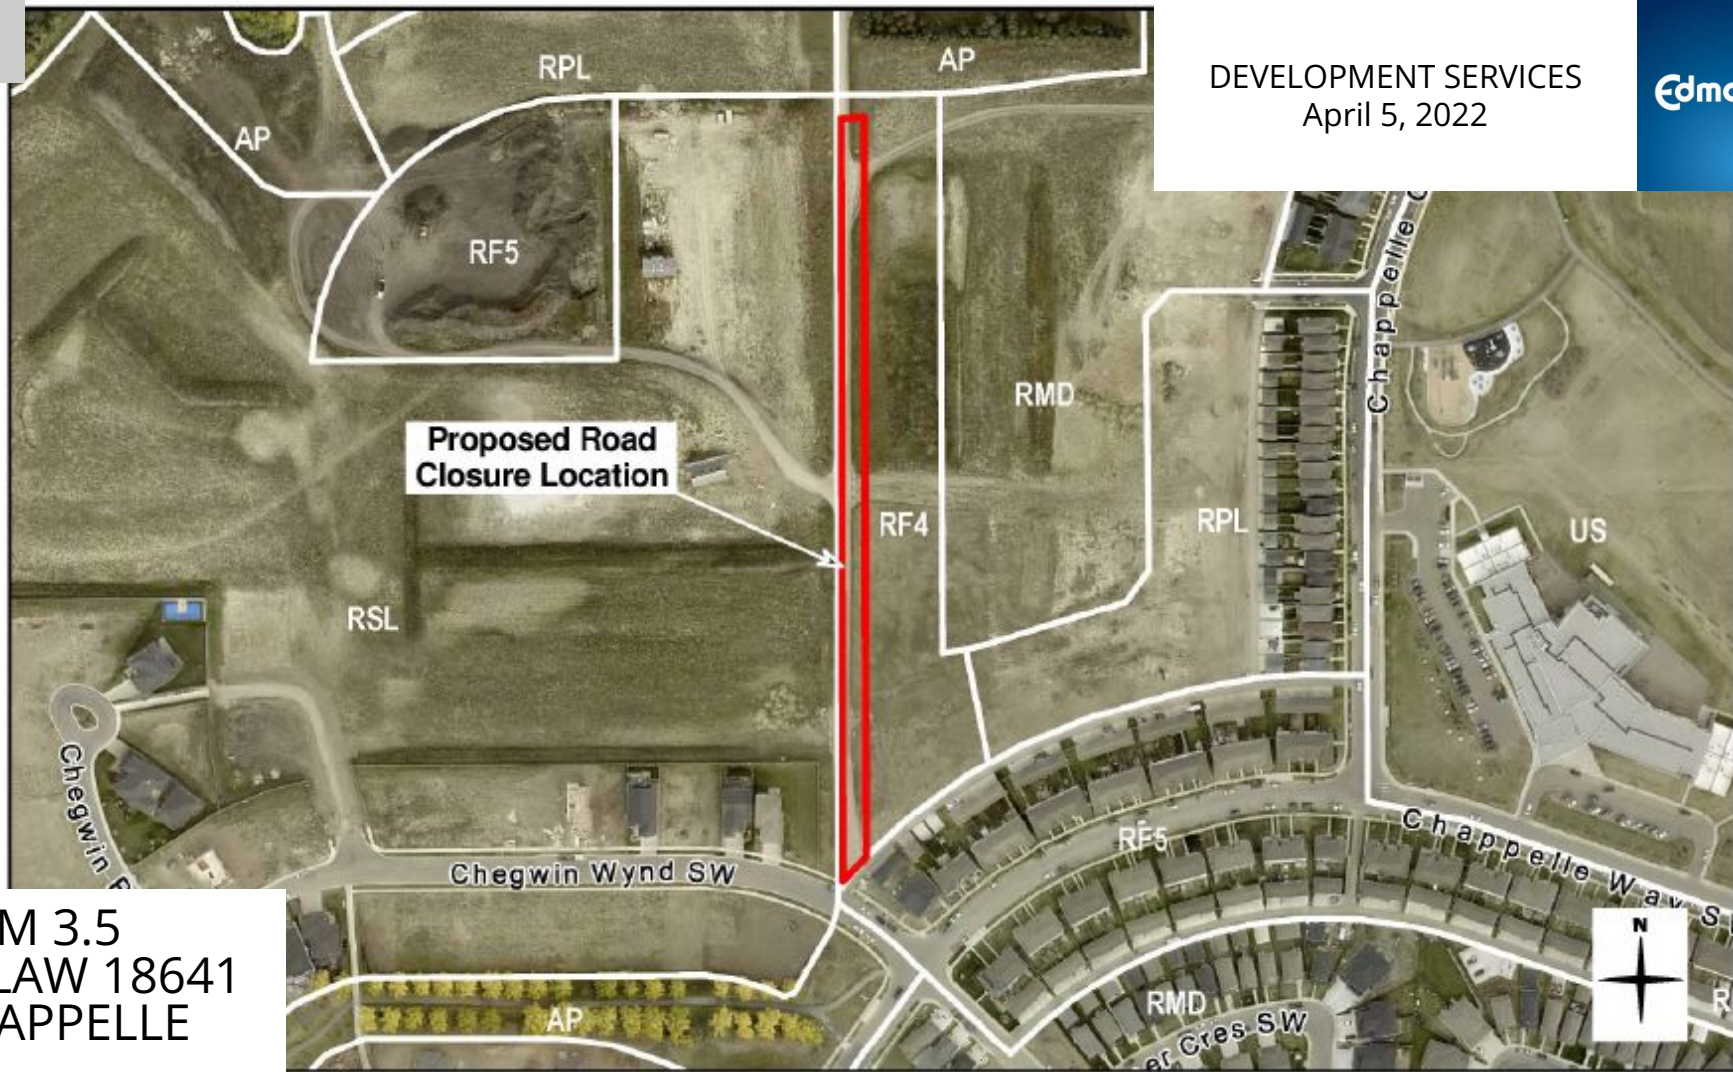 DEVELOPMENT SERVICES
April 5, 2022
RPL
AP
AP
RF5
RMD
Chappelle
Proposed Road
Closure Location
RF4
RPL
US
RSL
Chegwin
RF5
Chappelle Way
Chegwin Wynd SW
M 3.5
LAW 18641
APPELLE
N
AP
RMD
Cres SW